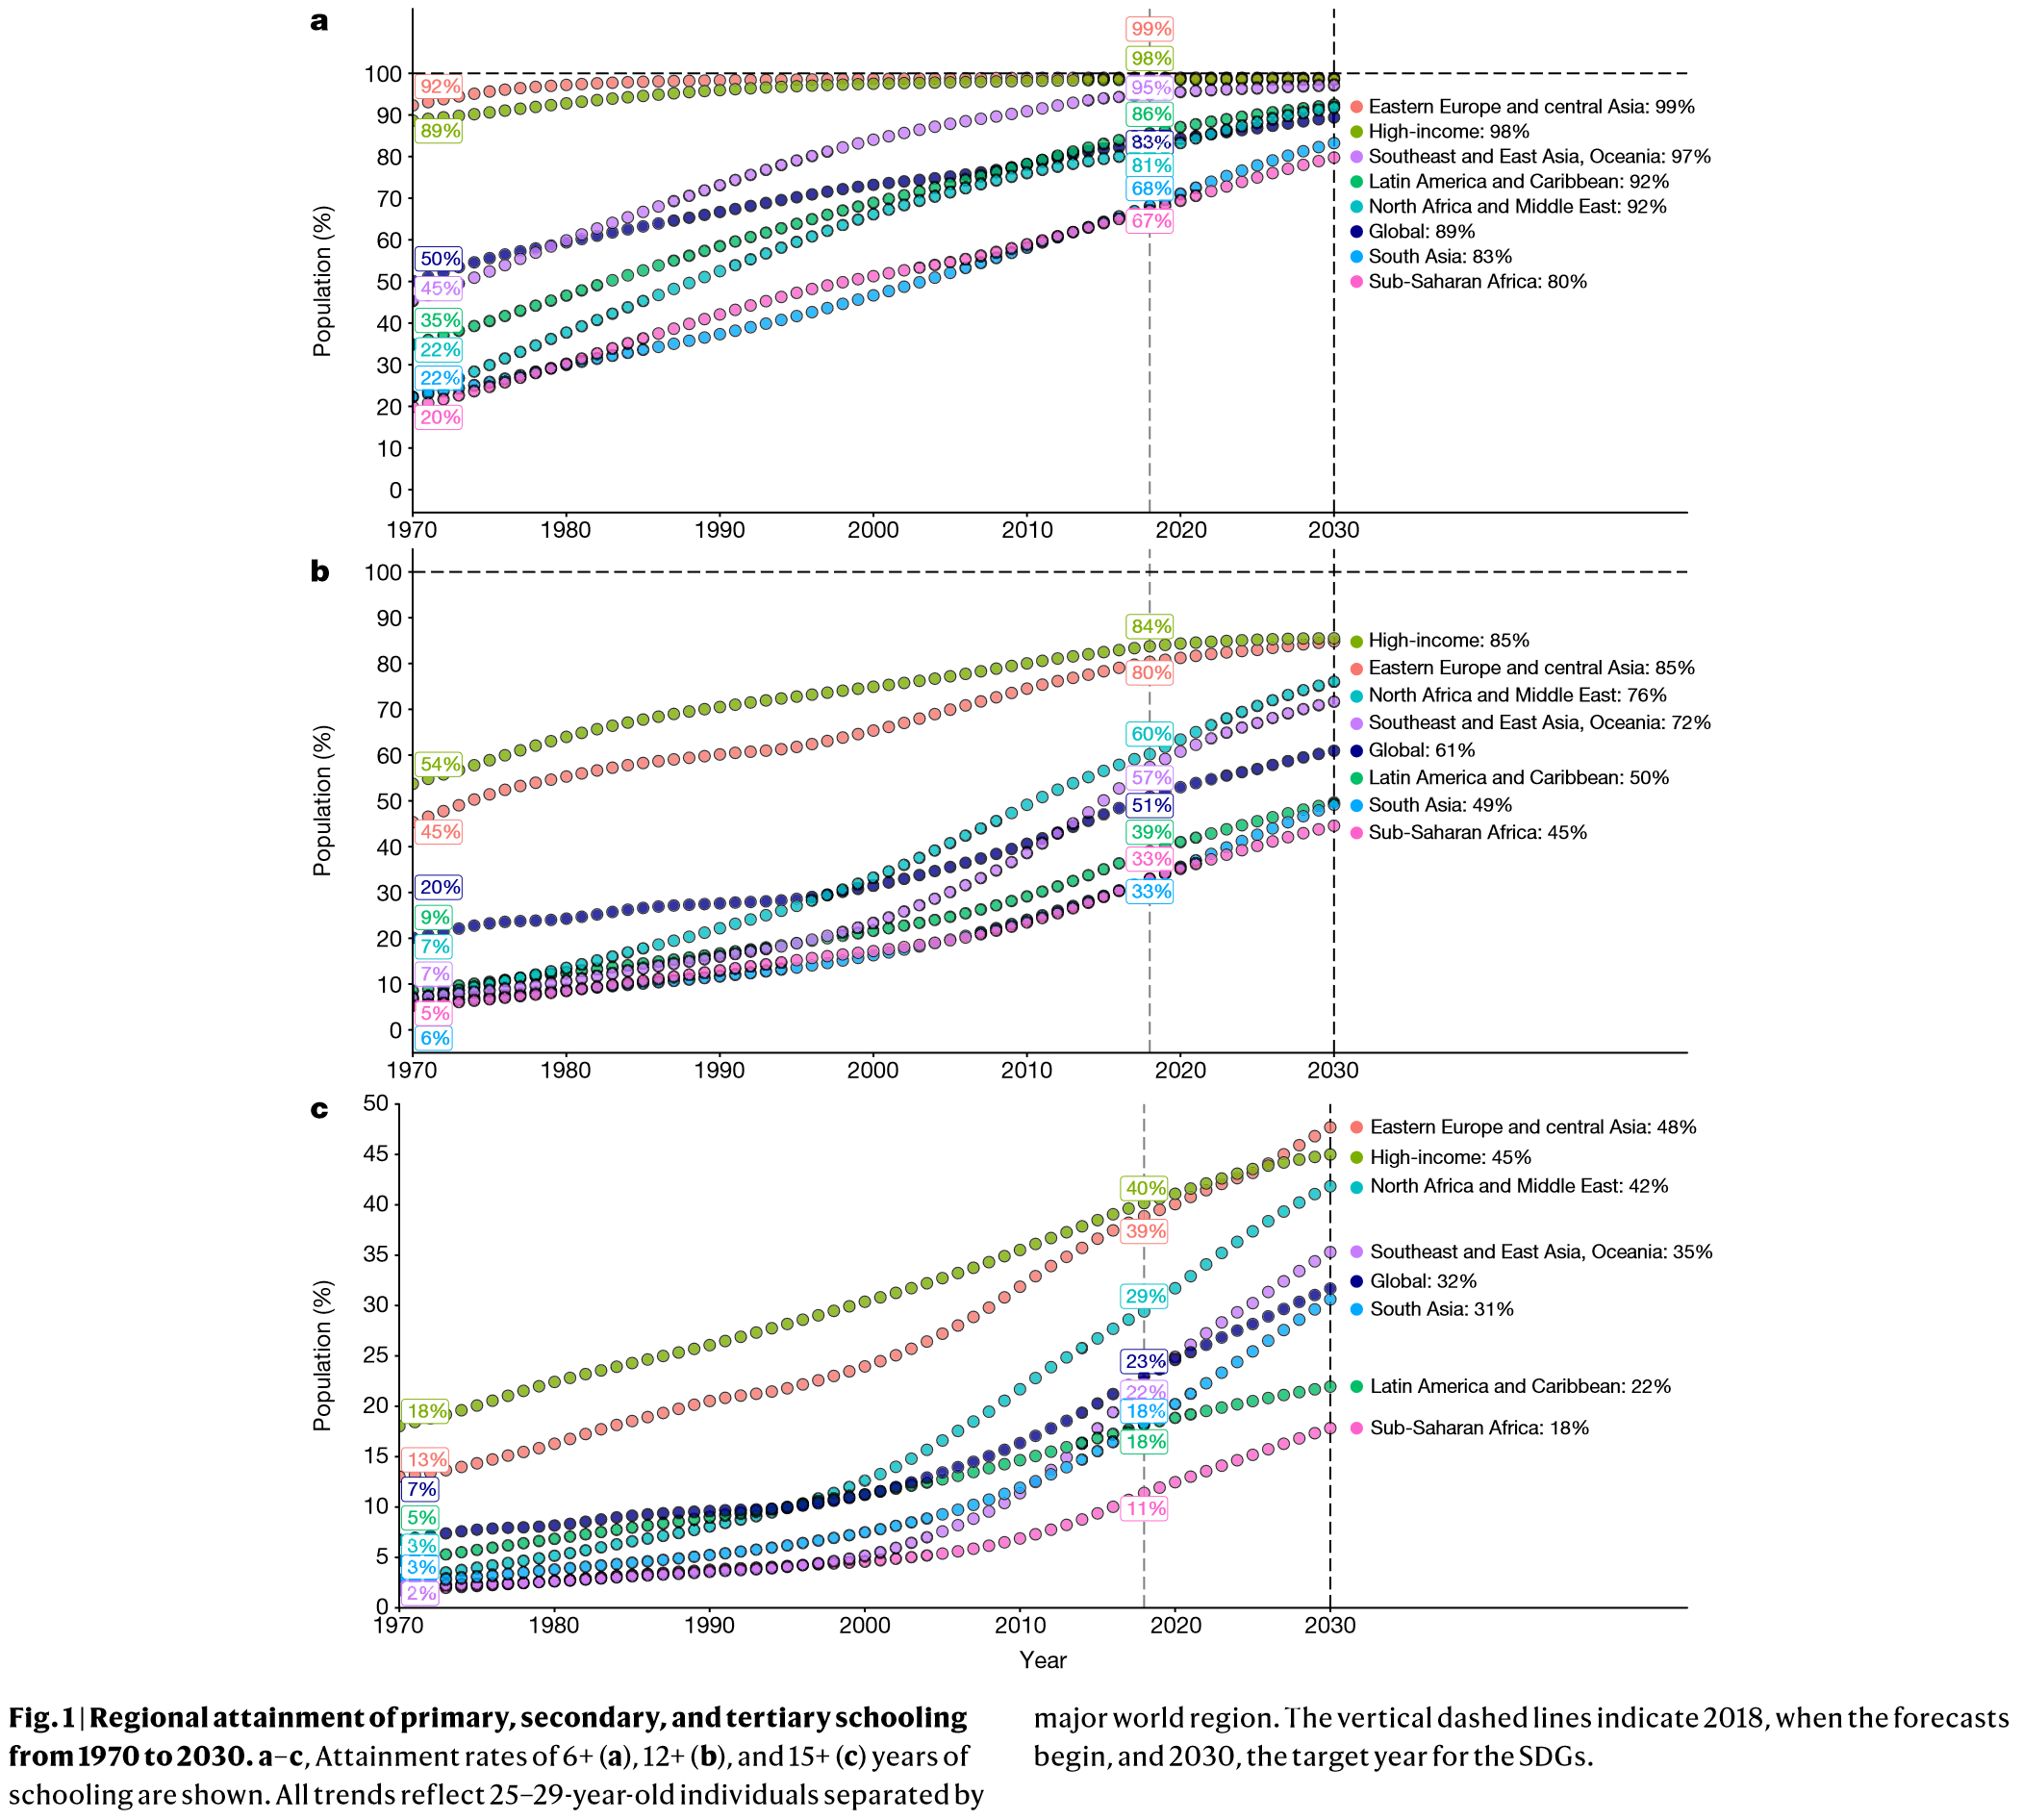 a
99%
98%
100
92%
95%
90
86%
Eastern Europe and central Asia: 99%
89%
High-income: 98%
80
83%
Southeast and East Asia, Oceania: 97%
81%
Latin America and Caribbean: 92%
70
68%
North Africa and Middle East: 92%
67%
Global: 89%
60
50%
South Asia: 83%
50
45%
Sub-Saharan Africa: 80%
40
35%
22%
30
22%
20
20%
10
0
Population (%)
1970 1980 1990 2000 2010 2020 2030
b
100
90
84%
High-income: 85%
80
80%
Eastern Europe and central Asia: 85%
North Africa and Middle East: 76%
70
60%
Southeast and East Asia, Oceania: 72%
60
54%
57%
Global: 61%
50
51%
Latin America and Caribbean: 50%
45%
39%
South Asia: 49%
40
33%
Sub-Saharan Africa: 45%
30
20%
33%
9%
20
7%
7%
10
5%
0
6%
Population (%)
1970 1980 1990 2000 2010 2020 2030
c
50
Eastern Europe and central Asia: 48%
45
High-income: 45%
40%
North Africa and Middle East: 42%
40
39%
35
Southeast and East Asia, Oceania: 35%
29%
Global: 32%
30
South Asia: 31%
25
23%
22%
Latin America and Caribbean: 22%
20
18%
18%
18%
Sub-Saharan Africa: 18%
15
13%
7%
11%
10
5%
3%
5
3%
2%
0
Population (%)
1970 1980 1990 2000 2010 2020 2030
Year
Fig. 1 | Regional attainment of primary, secondary, and tertiary schooling
from 1970 to 2030. a–c, Attainment rates of 6+ (a), 12+ (b), and 15+ (c) years of
schooling are shown. All trends reflect 25–29-year-old individuals separated by
major world region. The vertical dashed lines indicate 2018, when the forecasts
begin, and 2030, the target year for the SDGs.